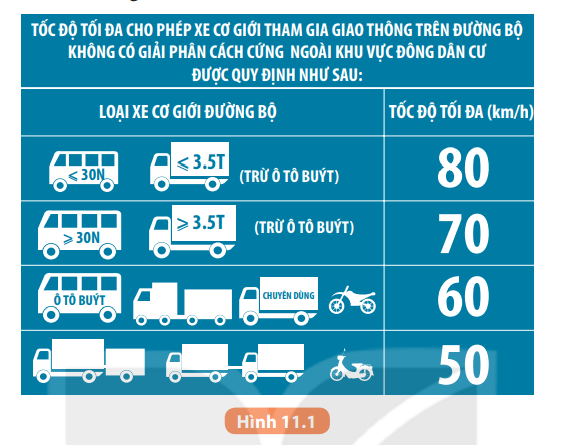 TỐC ĐỘ TỐI ĐA CHO PHÉP XE CƠ GIỚI THAM GIA GIAO THÔNG TRÊN ĐƯỜNG BỘ
KHÔNG CÓ GIẢI PHÂN CÁCH CỨNG NGOÀI KHU VỰC ĐÔNG DÂN CƯ
ĐƯỢC QUY ĐỊNH NHƯ SAU:
LOẠI XE CƠ GIỚI ĐƯỜNG BỘ TỐC ĐỘ TỐI ĐA (km/h)
⩽ 30N ⩽ 3.5T (TRỪ Ô TÔ BUÝT) 80
⩾ 30N ⩾ 3.5T (TRỪ Ô TÔ BUÝT) 70
Ô TÔ BUÝT CHUYÊN DÙNG 60
50
Hình 11.1